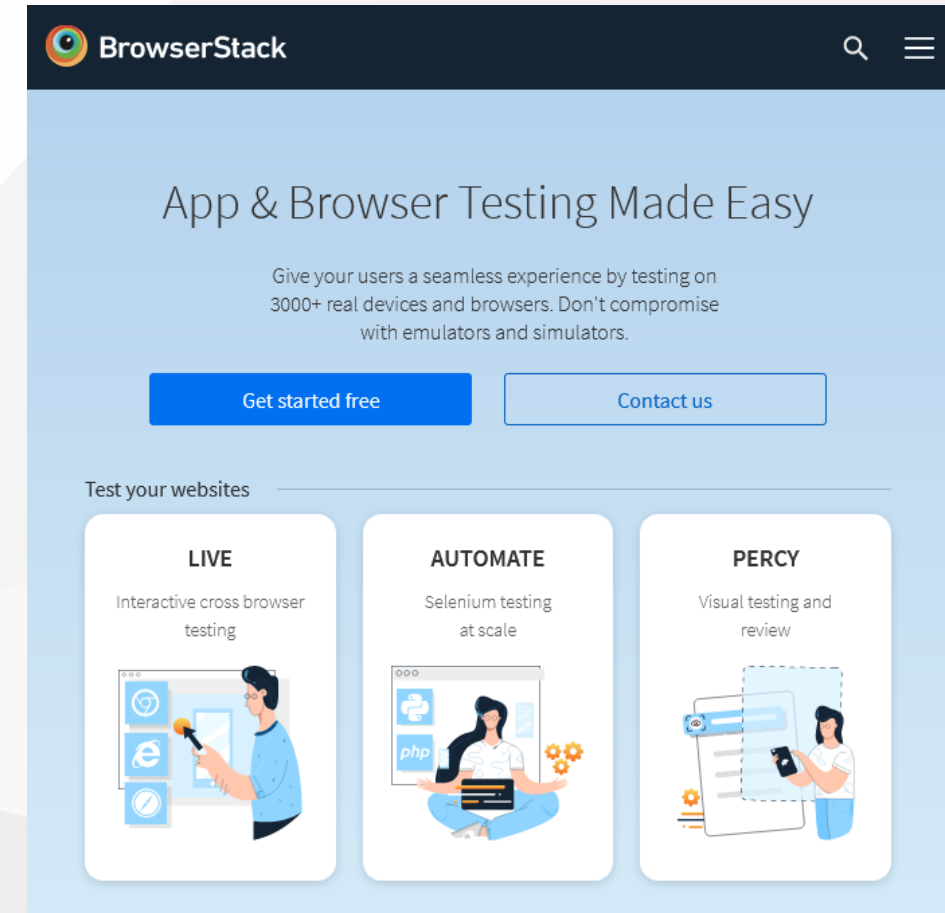 BrowserStack
App & Browser Testing Made Easy
Give your users a seamless experience by testing on
3000+ real devices and browsers. Don't compromise
with emulators and simulators.
Get started free
Contact us
Test your websites
LIVE
Interactive cross browser
testing
AUTOMATE
Selenium testing
at scale
php
PERCY
Visual testing and
review